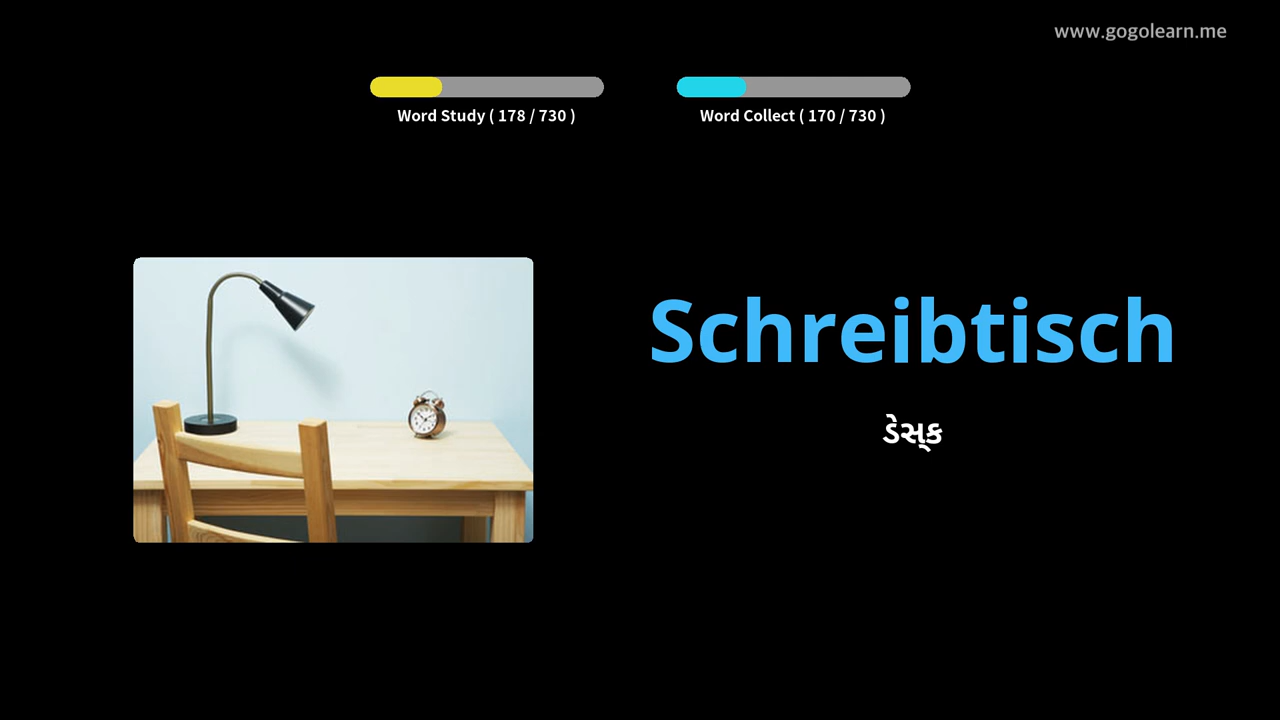 www.gogolearn.me
Word Study ( 178 / 730 )
Word Collect ( 170 / 730 )
Schreibtisch
ડેસ્ક